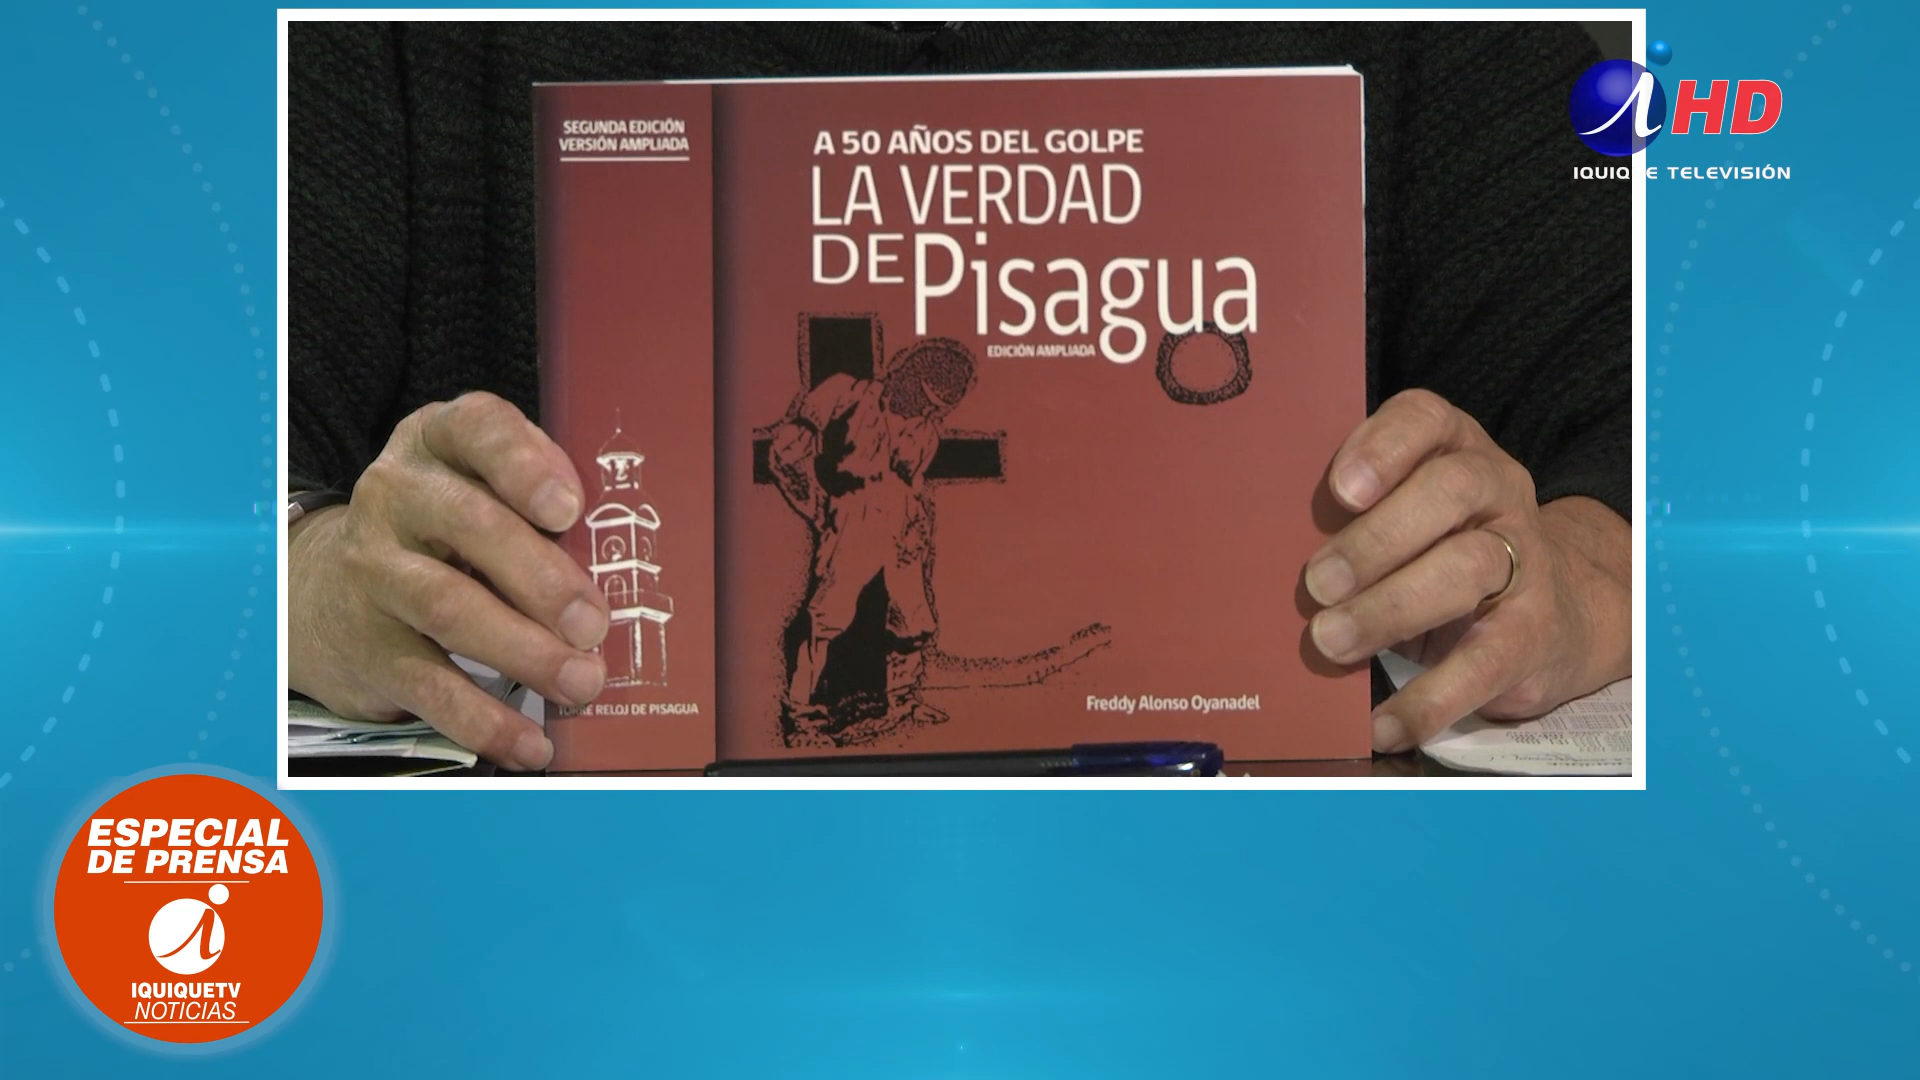 SEGUNDA EDICIÓN
VERSIÓN AMPLIADA
A 50 AÑOS DEL GOLPE
LA VERDAD
DE Pisagua
EDICIÓN AMPLIADA
TORRE RELOJ DE PISAGUA
Freddy Alonso Oyanadel
HD
IQUIQUE TELEVISIÓN
ESPECIAL
DE PRENSA
IQUIQUETV
NOTICIAS